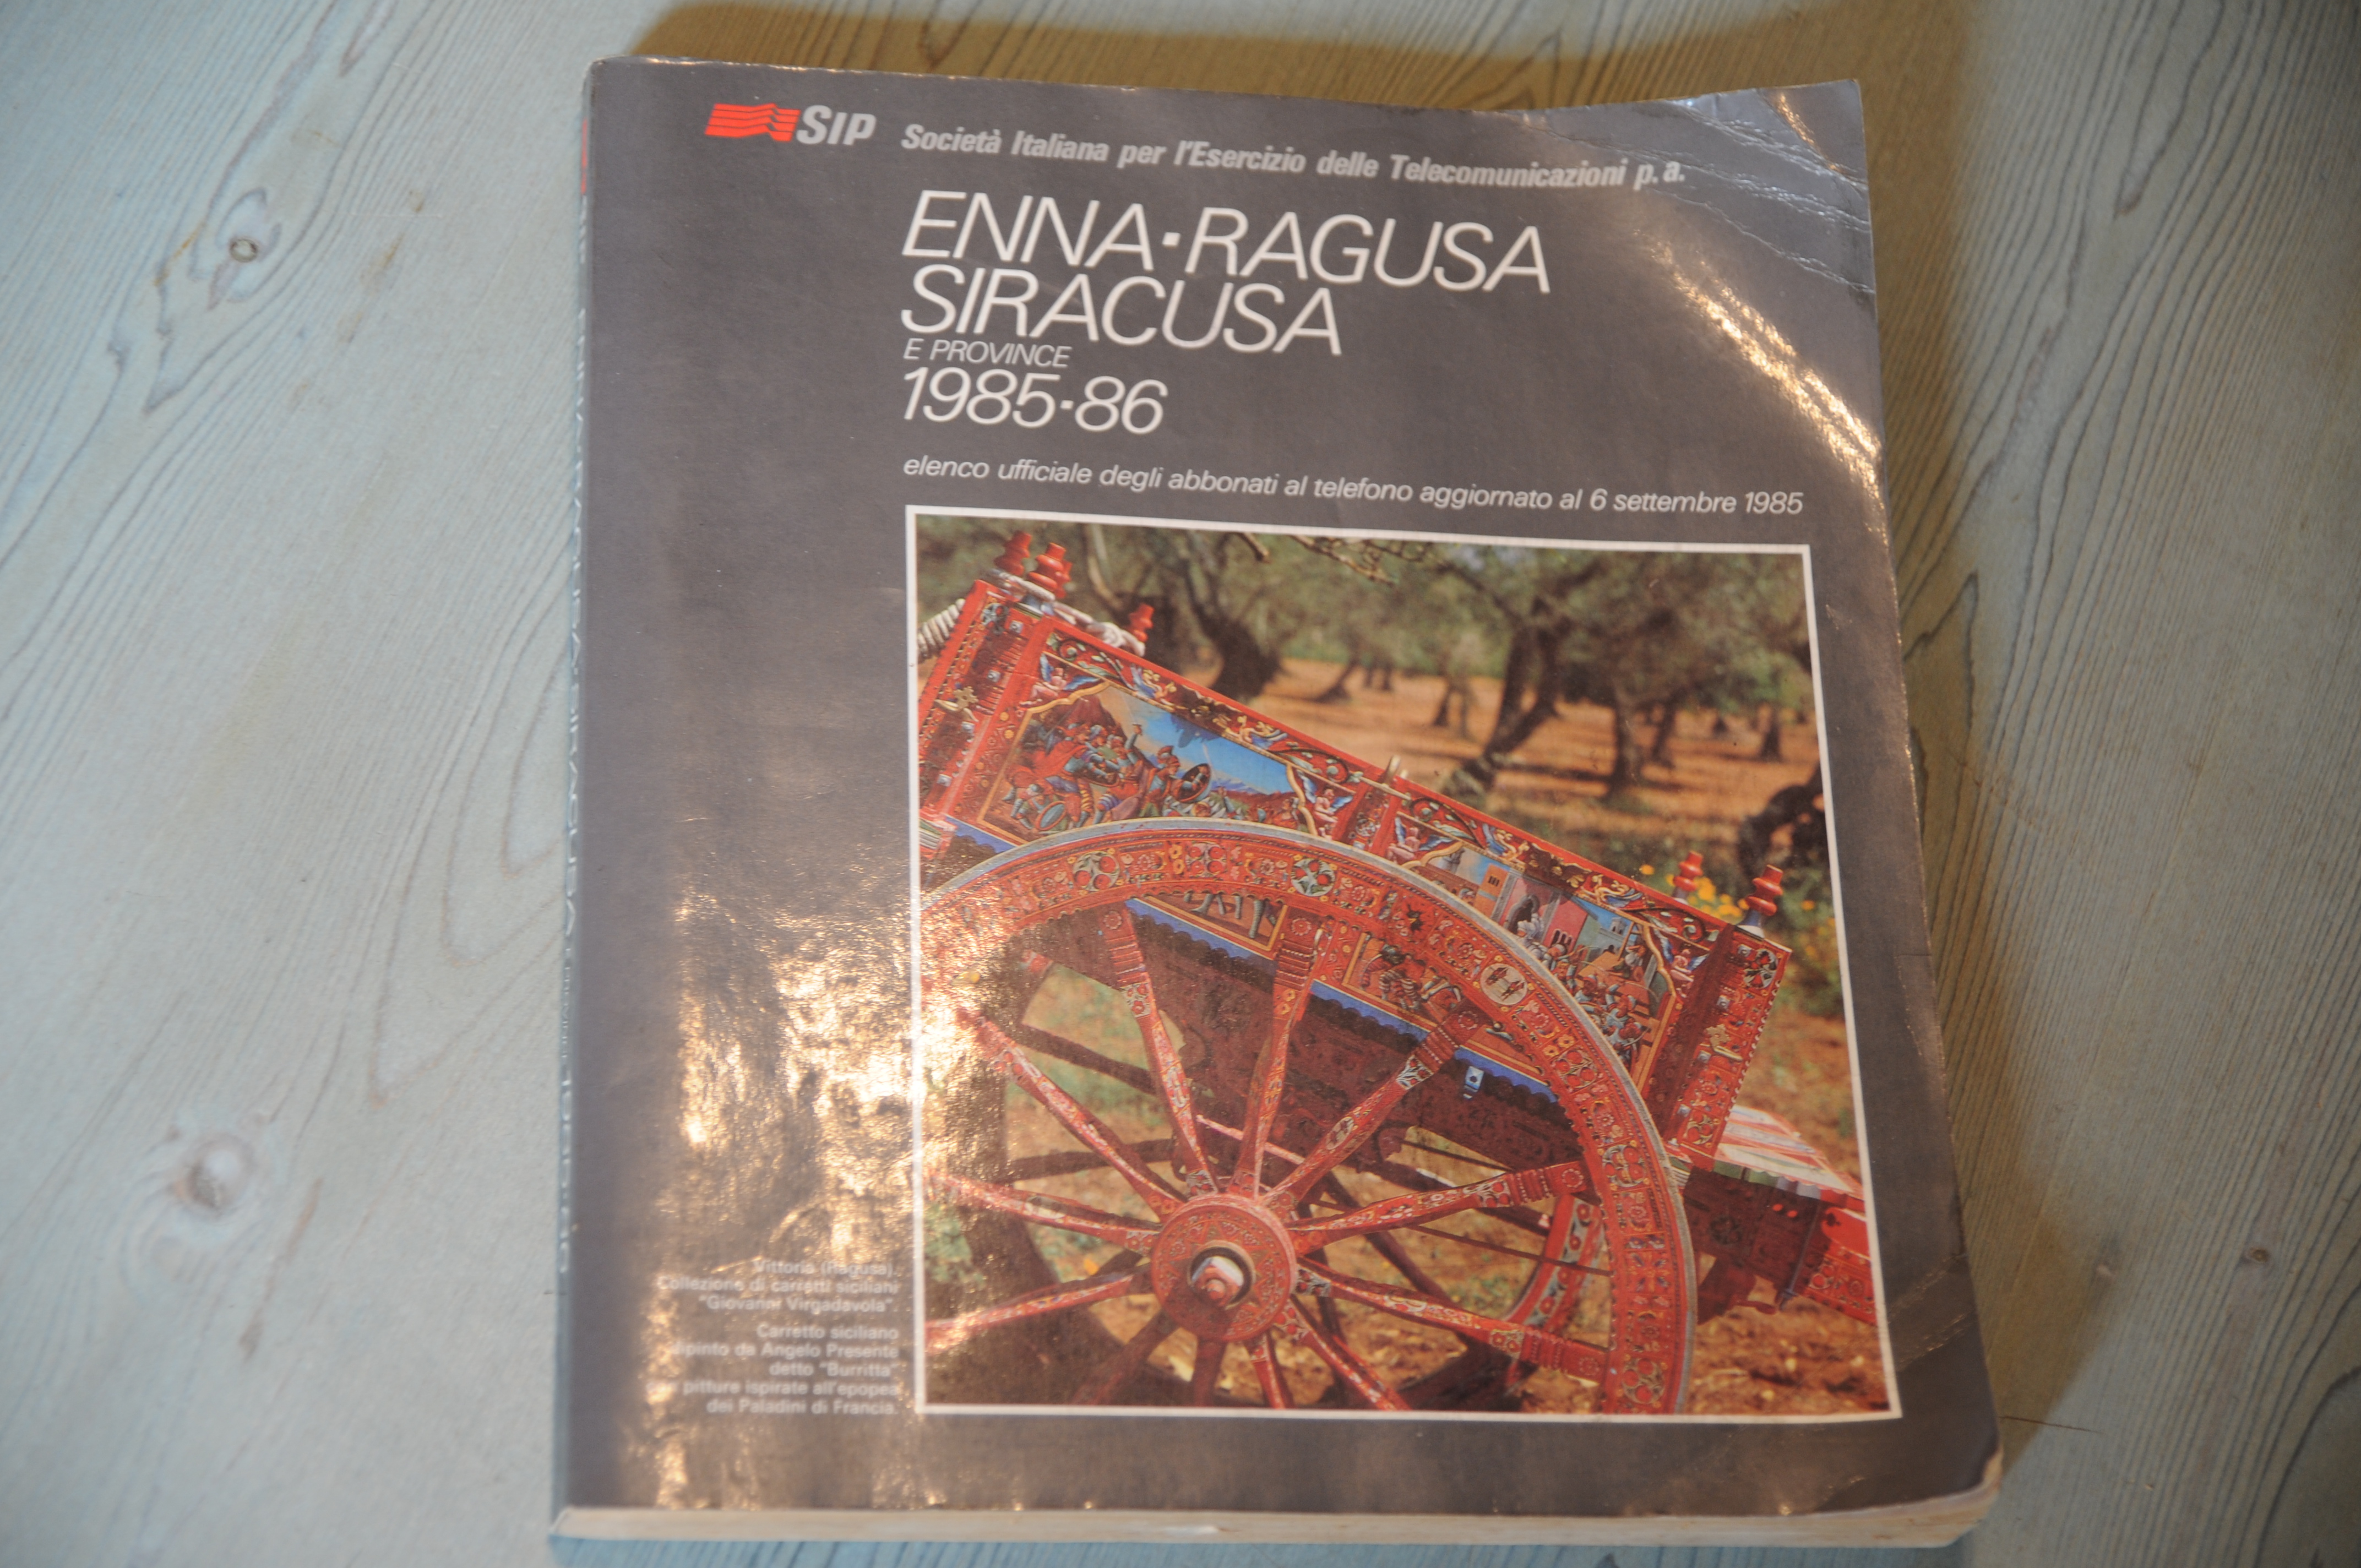 SIP Società Italiana per l'Esercizio delle Telecomunicazioni p.a.
ENNA·RAGUSA
SIRACUSA
E PROVINCE
1985·86
elenco ufficiale degli abbonati al telefono aggiornato al 6 settembre 1985
Vittoria (Ragusa).
Collezione di carretti siciliani
"Giovanni Virgadavola".
Carretto siciliano
dipinto da Angelo Presente
detto "Burritta"
pitture ispirate all'epopea
dei Paladini di Francia.